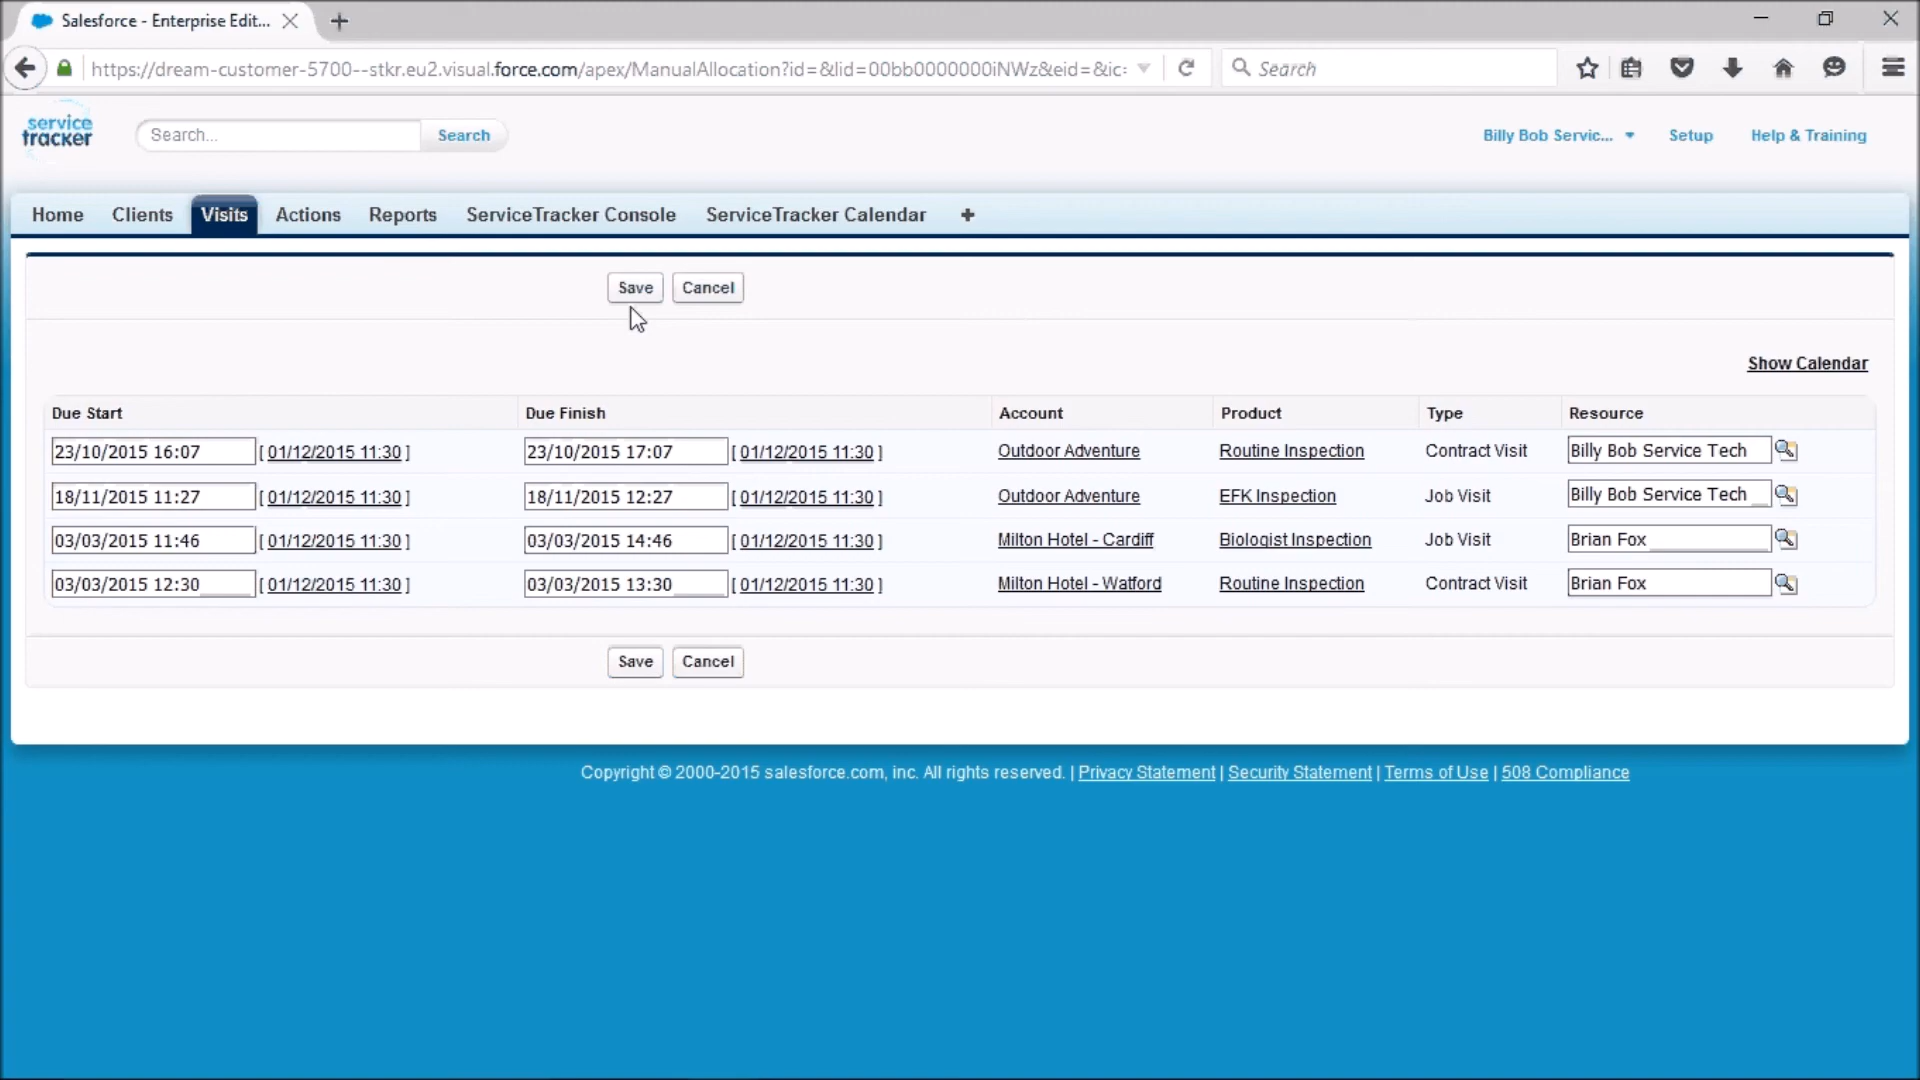 Salesforce - Enterprise Edit...
https://dream-customer-5700--stkr.eu2.visual.force.com/apex/ManualAllocation?id=&lid=00bb0000000iNWz&eid=&ic:
Search
service
tracker
Search...
Search
Billy Bob Servic...
Setup
Help & Training
Home
Clients
Visits
Actions
Reports
ServiceTracker Console
ServiceTracker Calendar
Save
Cancel
Show Calendar
Due Start Due Finish Account Product Type Resource
23/10/2015 16:07 [ 01/12/2015 11:30 ] 23/10/2015 17:07 [ 01/12/2015 11:30 ] Outdoor Adventure Routine Inspection Contract Visit Billy Bob Service Tech
18/11/2015 11:27 [ 01/12/2015 11:30 ] 18/11/2015 12:27 [ 01/12/2015 11:30 ] Outdoor Adventure EFK Inspection Job Visit Billy Bob Service Tech
03/03/2015 11:46 [ 01/12/2015 11:30 ] 03/03/2015 14:46 [ 01/12/2015 11:30 ] Milton Hotel - Cardiff Biologist Inspection Job Visit Brian Fox
03/03/2015 12:30 [ 01/12/2015 11:30 ] 03/03/2015 13:30 [ 01/12/2015 11:30 ] Milton Hotel - Watford Routine Inspection Contract Visit Brian Fox
Save
Cancel
Copyright © 2000-2015 salesforce.com, inc. All rights reserved. | Privacy Statement | Security Statement | Terms of Use | 508 Compliance